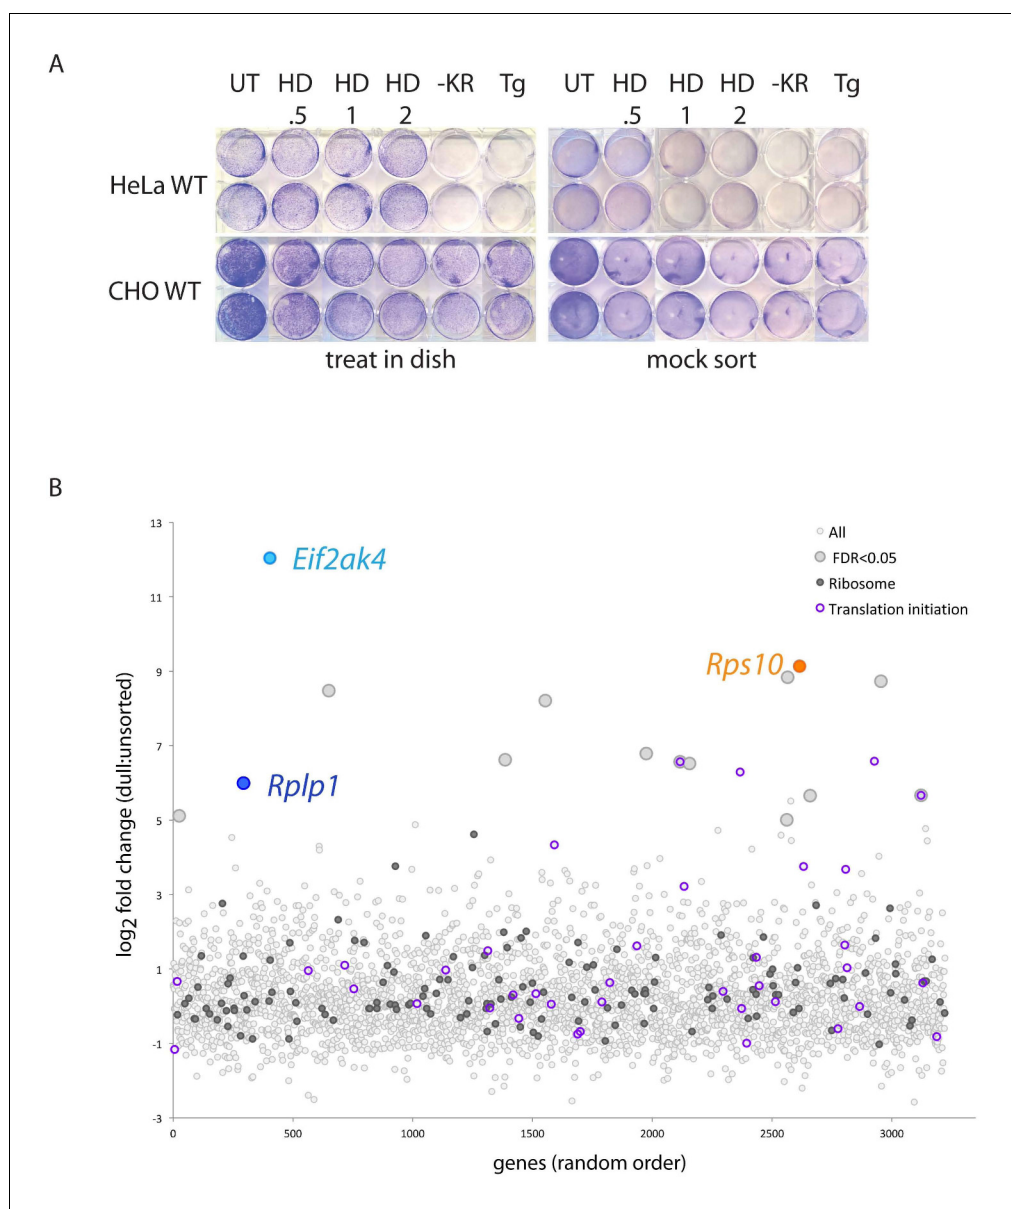 A
UT HD HD HD -KR Tg UT HD HD HD -KR Tg
.5 1 2 .5 1 2
HeLa WT
CHO WT
treat in dish mock sort
B
13
11
9
7
5
3
1
-1
-3
log2 fold change (dull:unsorted)
Eif2ak4
Rps10
Rplp1
All
FDR<0.05
Ribosome
Translation initiation
0 500 1000 1500 2000 2500 3000
genes (random order)